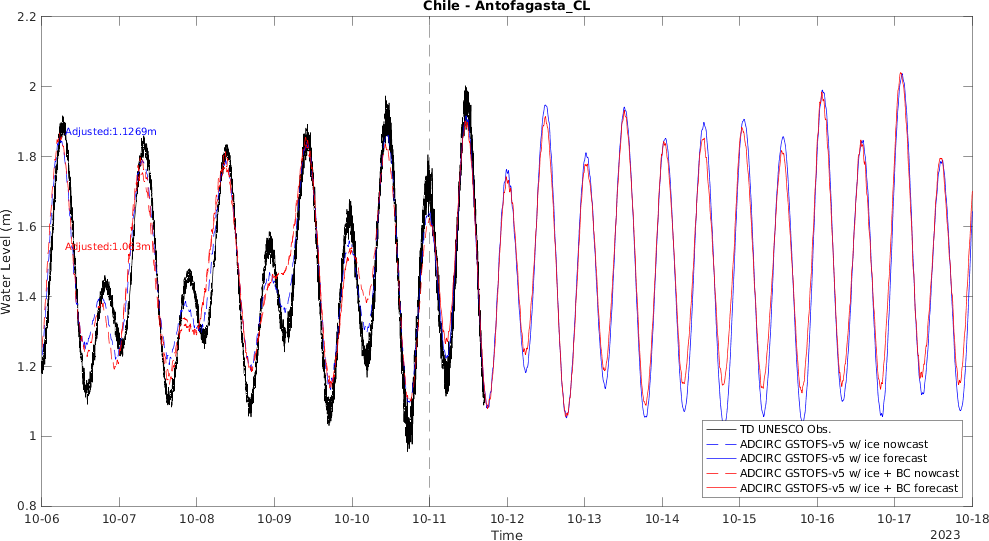 Chile - Antofagasta_CL
2.2
2
1.8
1.6
1.4
1.2
1
0.8
Water Level (m)
Adjusted:1.1269m
Adjusted:1.063m
TD UNESCO Obs.
ADCIRC GSTOFS-v5 w/ ice nowcast
ADCIRC GSTOFS-v5 w/ ice forecast
ADCIRC GSTOFS-v5 w/ ice + BC nowcast
ADCIRC GSTOFS-v5 w/ ice + BC forecast
10-06 10-07 10-08 10-09 10-10 10-11 10-12 10-13 10-14 10-15 10-16 10-17 10-18
Time
2023